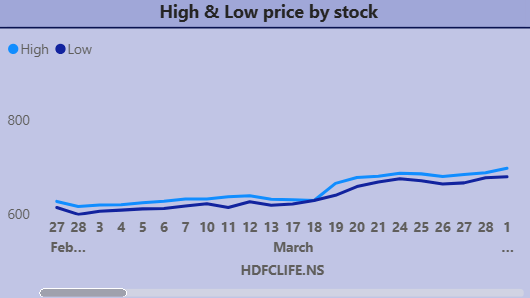 High & Low price by stock
High Low
800
600
27 28 3 4 5 6 7 10 11 12 13 17 18 19 20 21 24 25 26 27 28 1
Feb... March ...
HDFCLIFE.NS